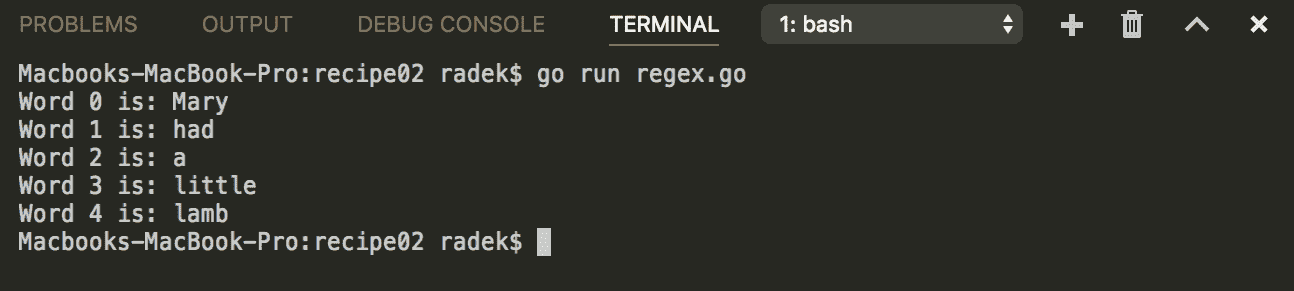 PROBLEMS OUTPUT DEBUG CONSOLE TERMINAL 1: bash
Macbooks-MacBook-Pro:recipe02 radek$ go run regex.go
Word 0 is: Mary
Word 1 is: had
Word 2 is: a
Word 3 is: little
Word 4 is: lamb
Macbooks-MacBook-Pro:recipe02 radek$